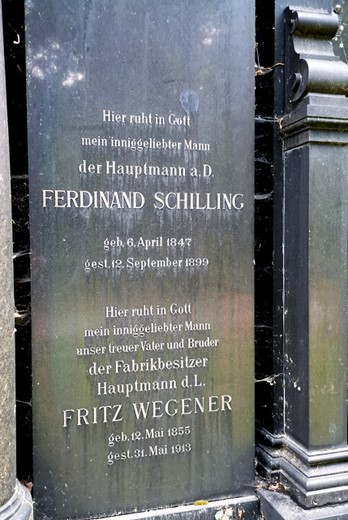 Hier ruht in Gott
mein inniggeliebter Mann
der Hauptmann a.D.
FERDINAND SCHILLING
geb. 6. April 1847
gest. 12. September 1899
Hier ruht in Gott
mein inniggeliebter Mann
unser treuer Vater und Bruder
der Fabrikbesitzer
Hauptmann d.L.
FRITZ WEGENER
geb. 12. Mai 1855
gest. 31. Mai 1913